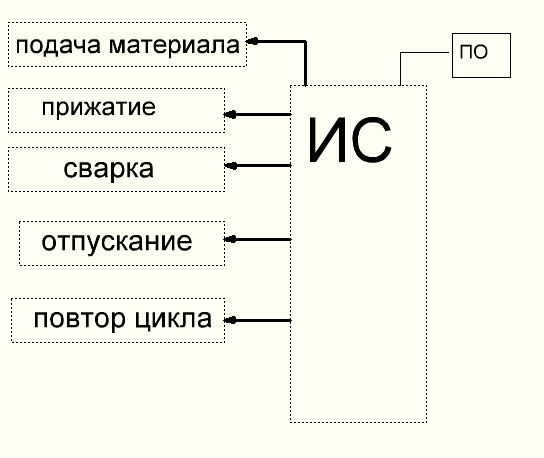 подача материала
ПО
прижатие
ИС
сварка
отпускание
повтор цикла